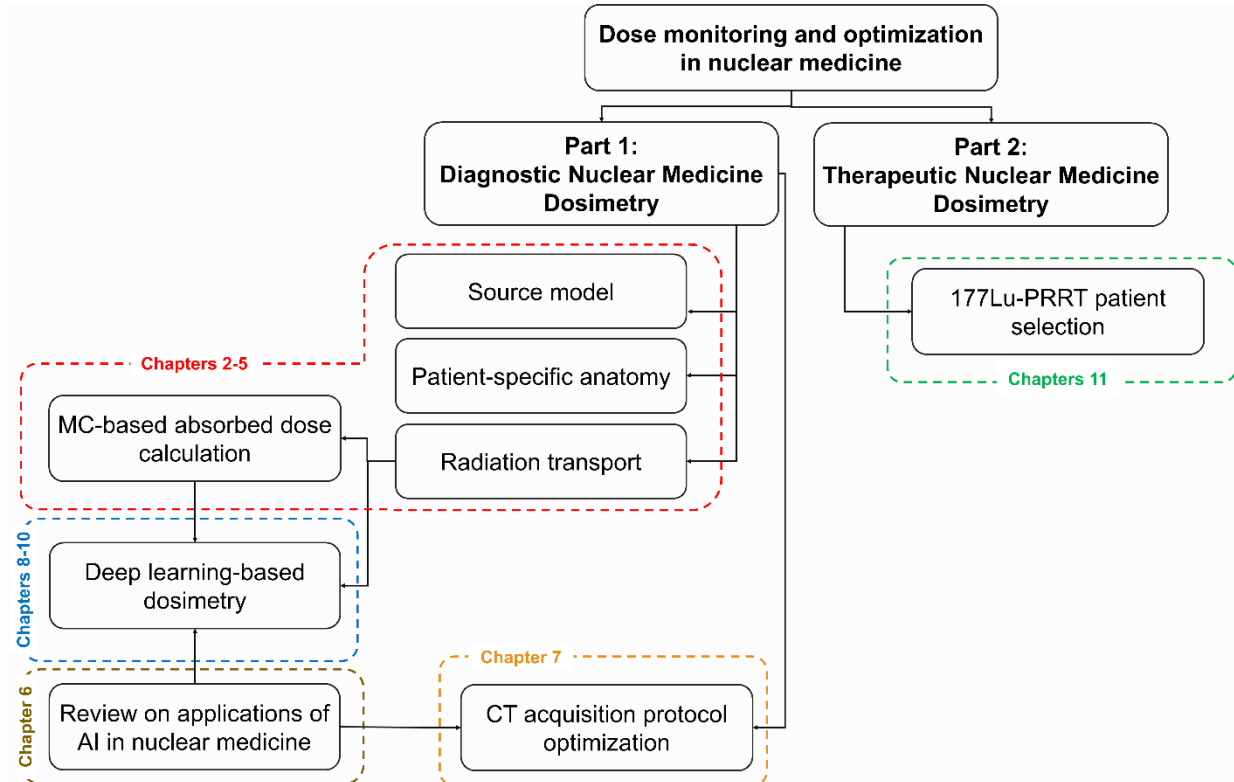 Dose monitoring and optimization
in nuclear medicine
Part 1:
Diagnostic Nuclear Medicine
Dosimetry
Part 2:
Therapeutic Nuclear Medicine
Dosimetry
Source model
177Lu-PRRT patient
selection
Chapters 2-5
Patient-specific anatomy
Chapters 11
MC-based absorbed dose
calculation
Radiation transport
Chapters 8-10
Deep learning-based
dosimetry
Chapter 7
Chapter 6
Review on applications of
AI in nuclear medicine
CT acquisition protocol
optimization